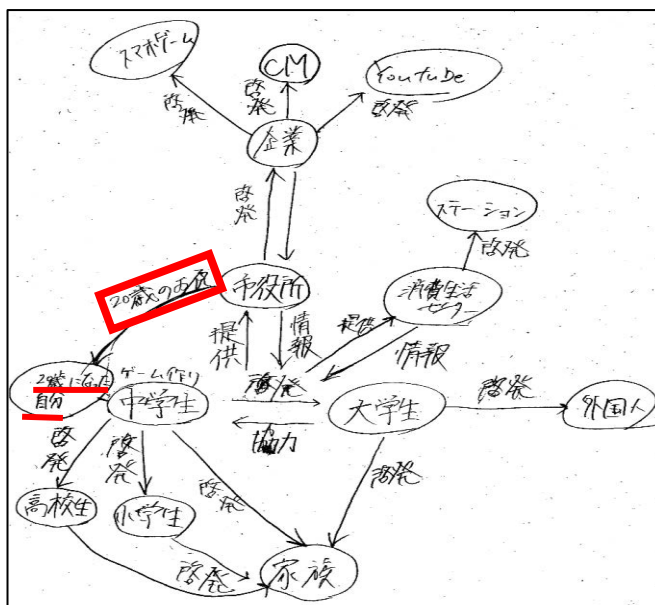 スマホゲーム
CM
Youtube
啓発
啓発
啓発
企業
啓発
ステーション
啓発
20歳のお祝
市役所
消費生活
センター
提供
情報
提供
情報
20歳になった
自分
ゲーム作り
中学生
啓発
協力
大学生
啓発
外国人
啓発
啓発
啓発
啓発
高校生
小学生
啓発
家族